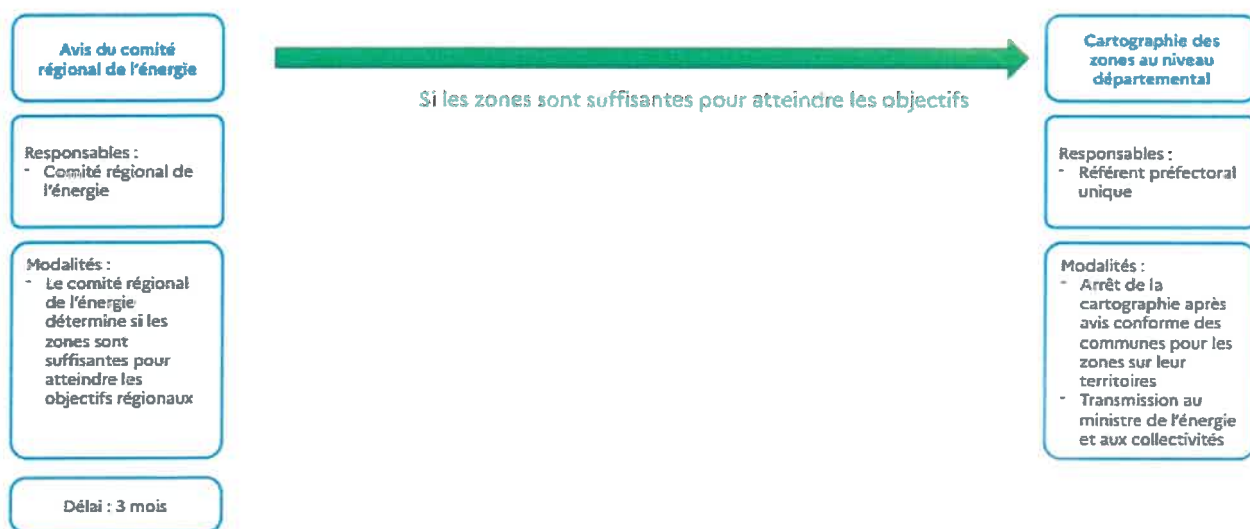 Avis du comité
régional de l'énergie
Si les zones sont suffisantes pour atteindre les objectifs
Cartographie des
zones au niveau
départemental
Responsables :
- Comité régional de
l'énergie
Responsables :
- Référent préfectoral
unique
Modalités :
- Le comité régional
de l'énergie
détermine si les
zones sont
suffisantes pour
atteindre les
objectifs régionaux
Modalités :
- Arrêt de la
cartographie après
avis conforme des
communes pour les
zones sur leur
territoires
- Transmission au
ministre de l'énergie
et aux collectivités
Délai : 3 mois